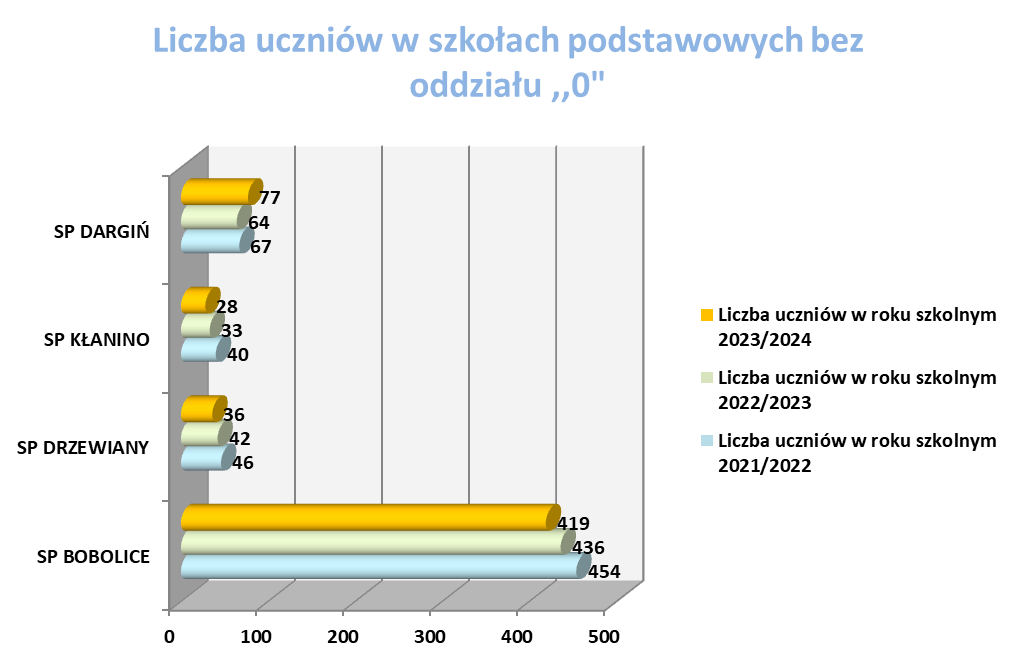 Liczba uczniów w szkołach podstawowych bez
oddziału ,,0"
SP DARGIŃ
77
64
67
SP KŁANINO
28
33
40
SP DRZEWIANY
36
42
46
SP BOBOLICE
419
436
454
0 100 200 300 400 500
Liczba uczniów w roku szkolnym
2023/2024
Liczba uczniów w roku szkolnym
2022/2023
Liczba uczniów w roku szkolnym
2021/2022